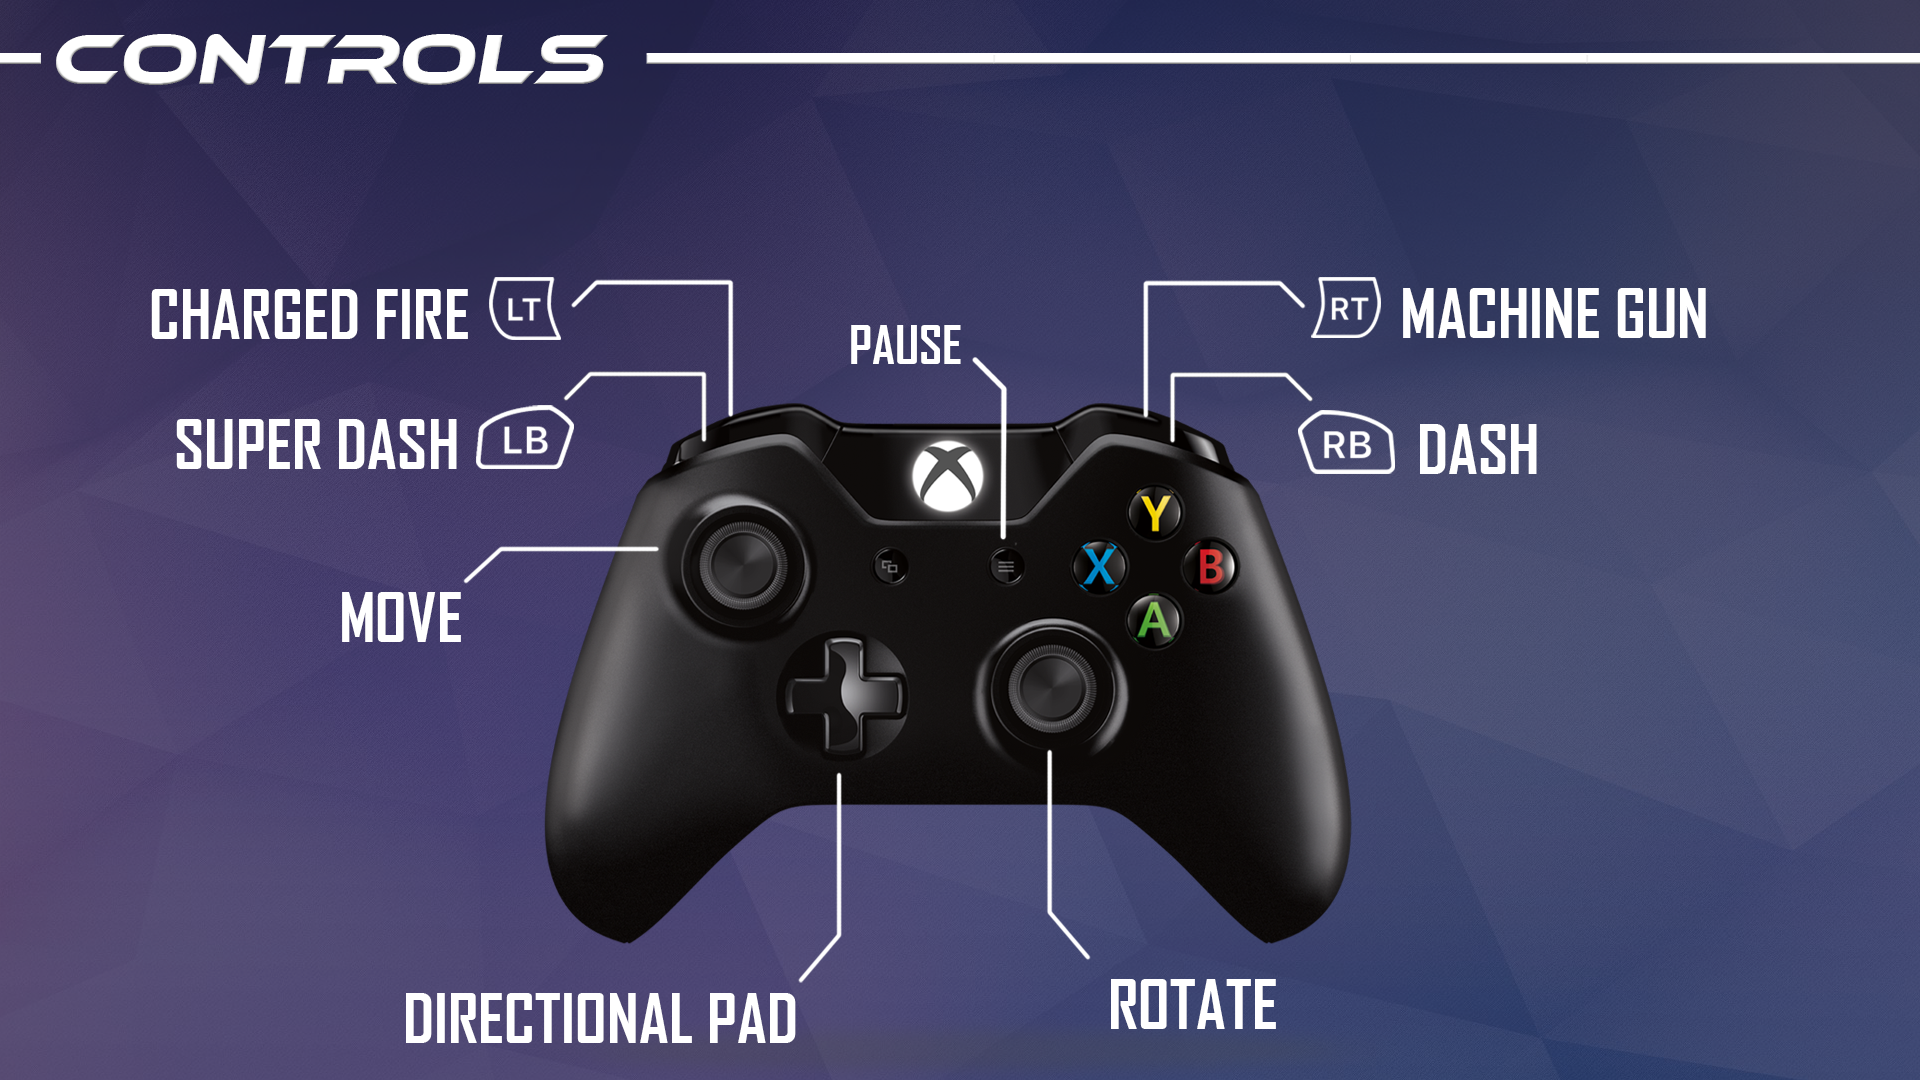 CONTROLS
CHARGED FIRE LT
RT MACHINE GUN
PAUSE
SUPER DASH LB
RB DASH
Y
X
B
A
MOVE
DIRECTIONAL PAD
ROTATE